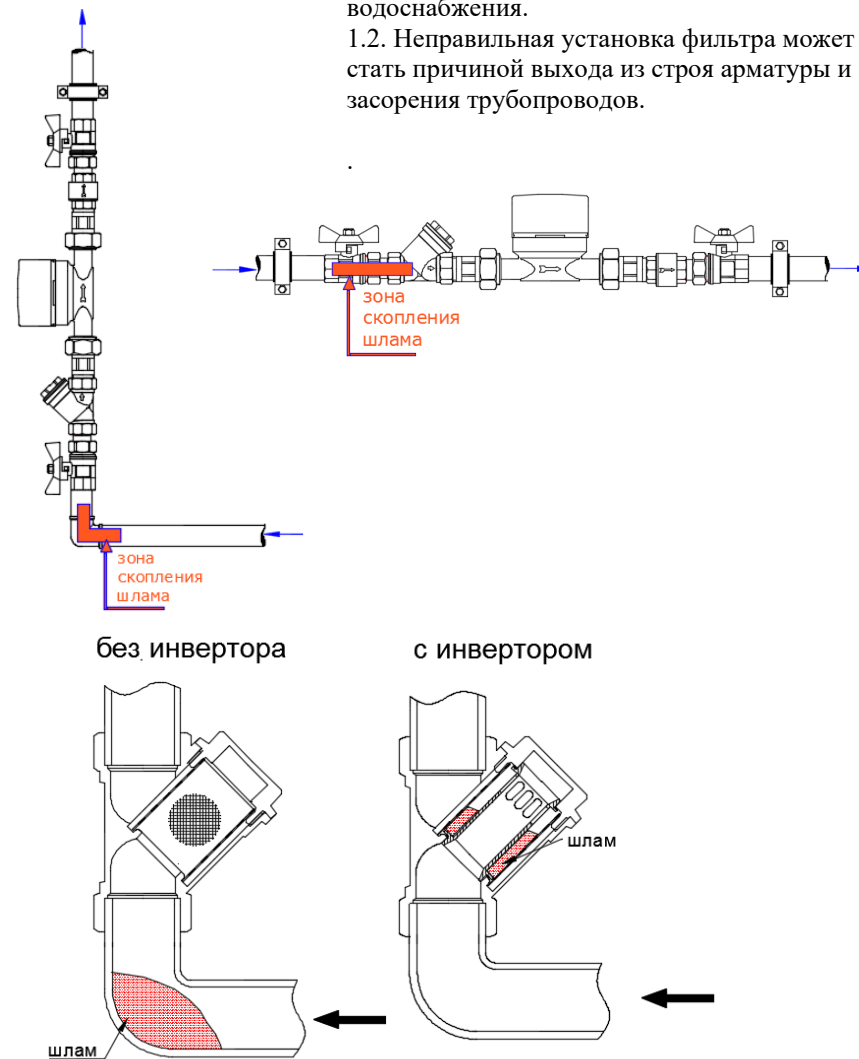 водоснабжения.
1.2. Неправильная установка фильтра может
стать причиной выхода из строя арматуры и
засорения трубопроводов.
.
зона
скопления
шлама
зона
скопления
шлама
без инвертора
с инвертором
шлам
шлам